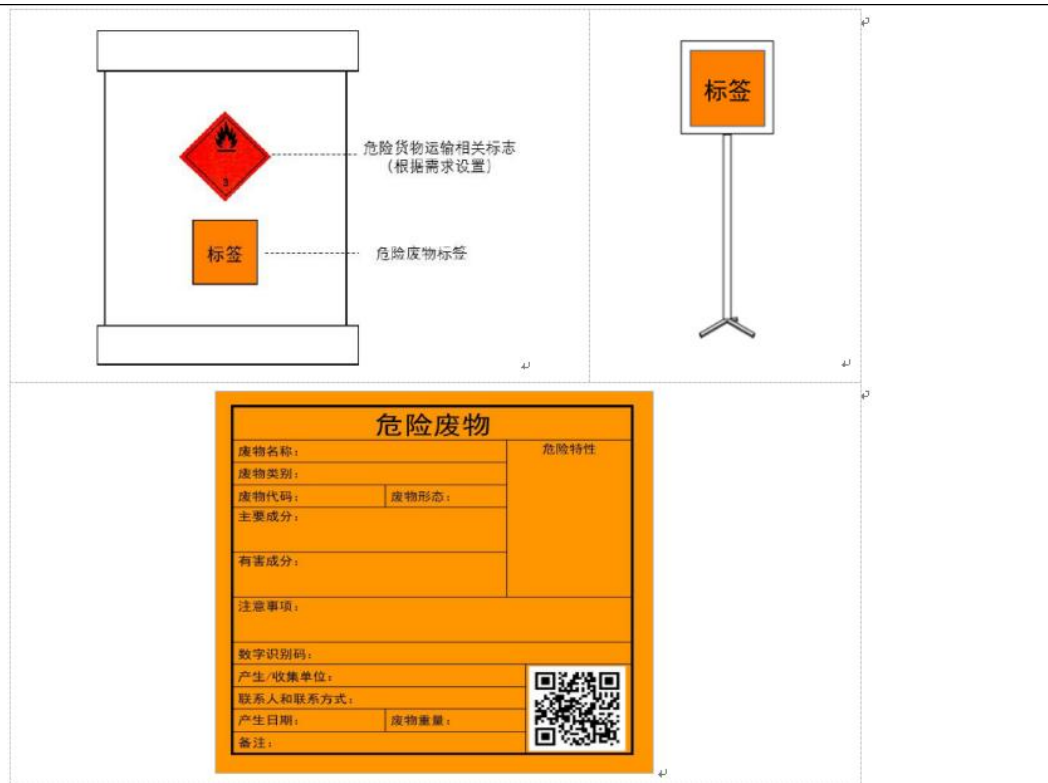 3
危险货物运输相关标志
（根据需求设置）
标签
危险废物标签
标签
危险废物
废物名称：
危险特性
废物类别：
废物代码：
废物形态：
主要成分：
有害成分：
注意事项：
数字识别码：
产生/收集单位：
联系人和联系方式：
产生日期：
废物重量：
备注：